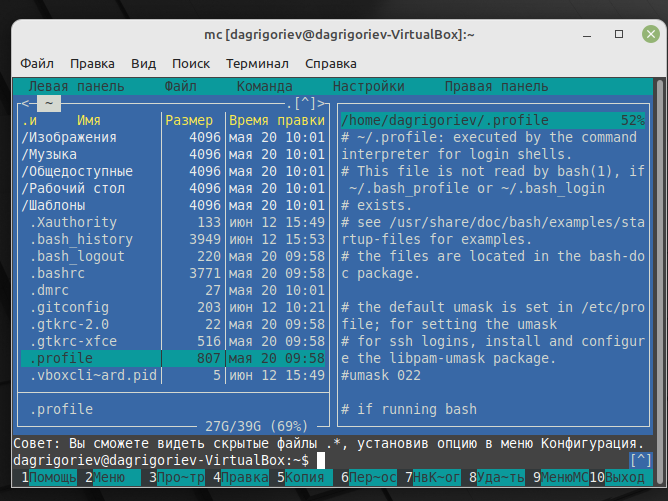 mc [dagrigoriev@dagrigoriev-VirtualBox]:~
Файл Правка Вид Поиск Терминал Справка
Левая панель Файл Команда Настройки Правая панель
<- ~ .[^]>
.и Имя Размер Время правки
/Изображения 4096 мая 20 10:01
/Музыка 4096 мая 20 10:01
/Общедоступные 4096 мая 20 10:01
/Рабочий стол 4096 мая 20 10:01
/Шаблоны 4096 мая 20 10:01
.Xauthority 133 июн 12 15:49
.bash_history 3949 июн 12 15:53
.bash_logout 220 мая 20 09:58
.bashrc 3771 мая 20 09:58
.dmrc 27 мая 20 10:01
.gitconfig 203 июн 12 10:21
.gtkrc-2.0 22 мая 20 09:58
.gtkrc-xfce 516 мая 20 09:58
.profile 807 мая 20 09:58
.vboxcli~ard.pid 5 июн 12 15:49
.profile
27G/39G (69%)
/home/dagrigoriev/.profile 52%
# ~/.profile: executed by the command
interpreter for login shells.
# This file is not read by bash(1), if
~/.bash_profile or ~/.bash_login
# exists.
# see /usr/share/doc/bash/examples/sta
rtup-files for examples.
# the files are located in the bash-do
c package.
# the default umask is set in /etc/pro
file; for setting the umask
# for ssh logins, install and configur
e the libpam-umask package.
#umask 022
# if running bash
Совет: Вы сможете видеть скрытые файлы .*, установив опцию в меню Конфигурация.
dagrigoriev@dagrigoriev-VirtualBox:~$ [^]
1Помощь 2Меню 3Про~тр 4Правка 5Копия 6Пер~ос 7НвК~ог 8Уда~ть 9МенюMC 10Выход